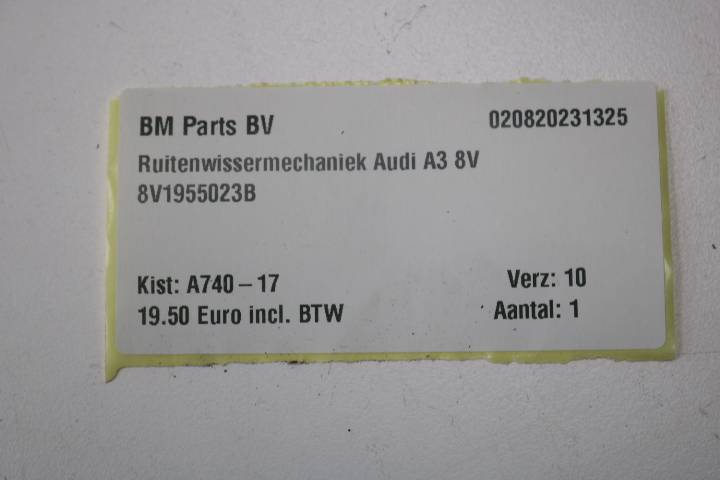 BM Parts BV 020820231325
Ruitenwissermechaniek Audi A3 8V
8V1955023B
Kist: A740-17 Verz: 10
19.50 Euro incl. BTW Aantal: 1